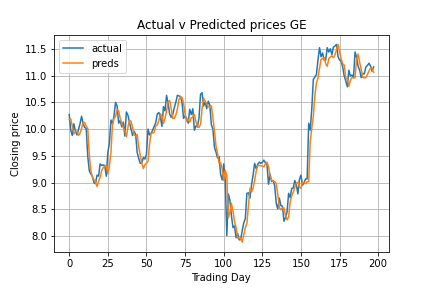 Actual v Predicted prices GE
actual
preds
Closing price
11.5
11.0
10.5
10.0
9.5
9.0
8.5
8.0
0 25 50 75 100 125 150 175 200
Trading Day